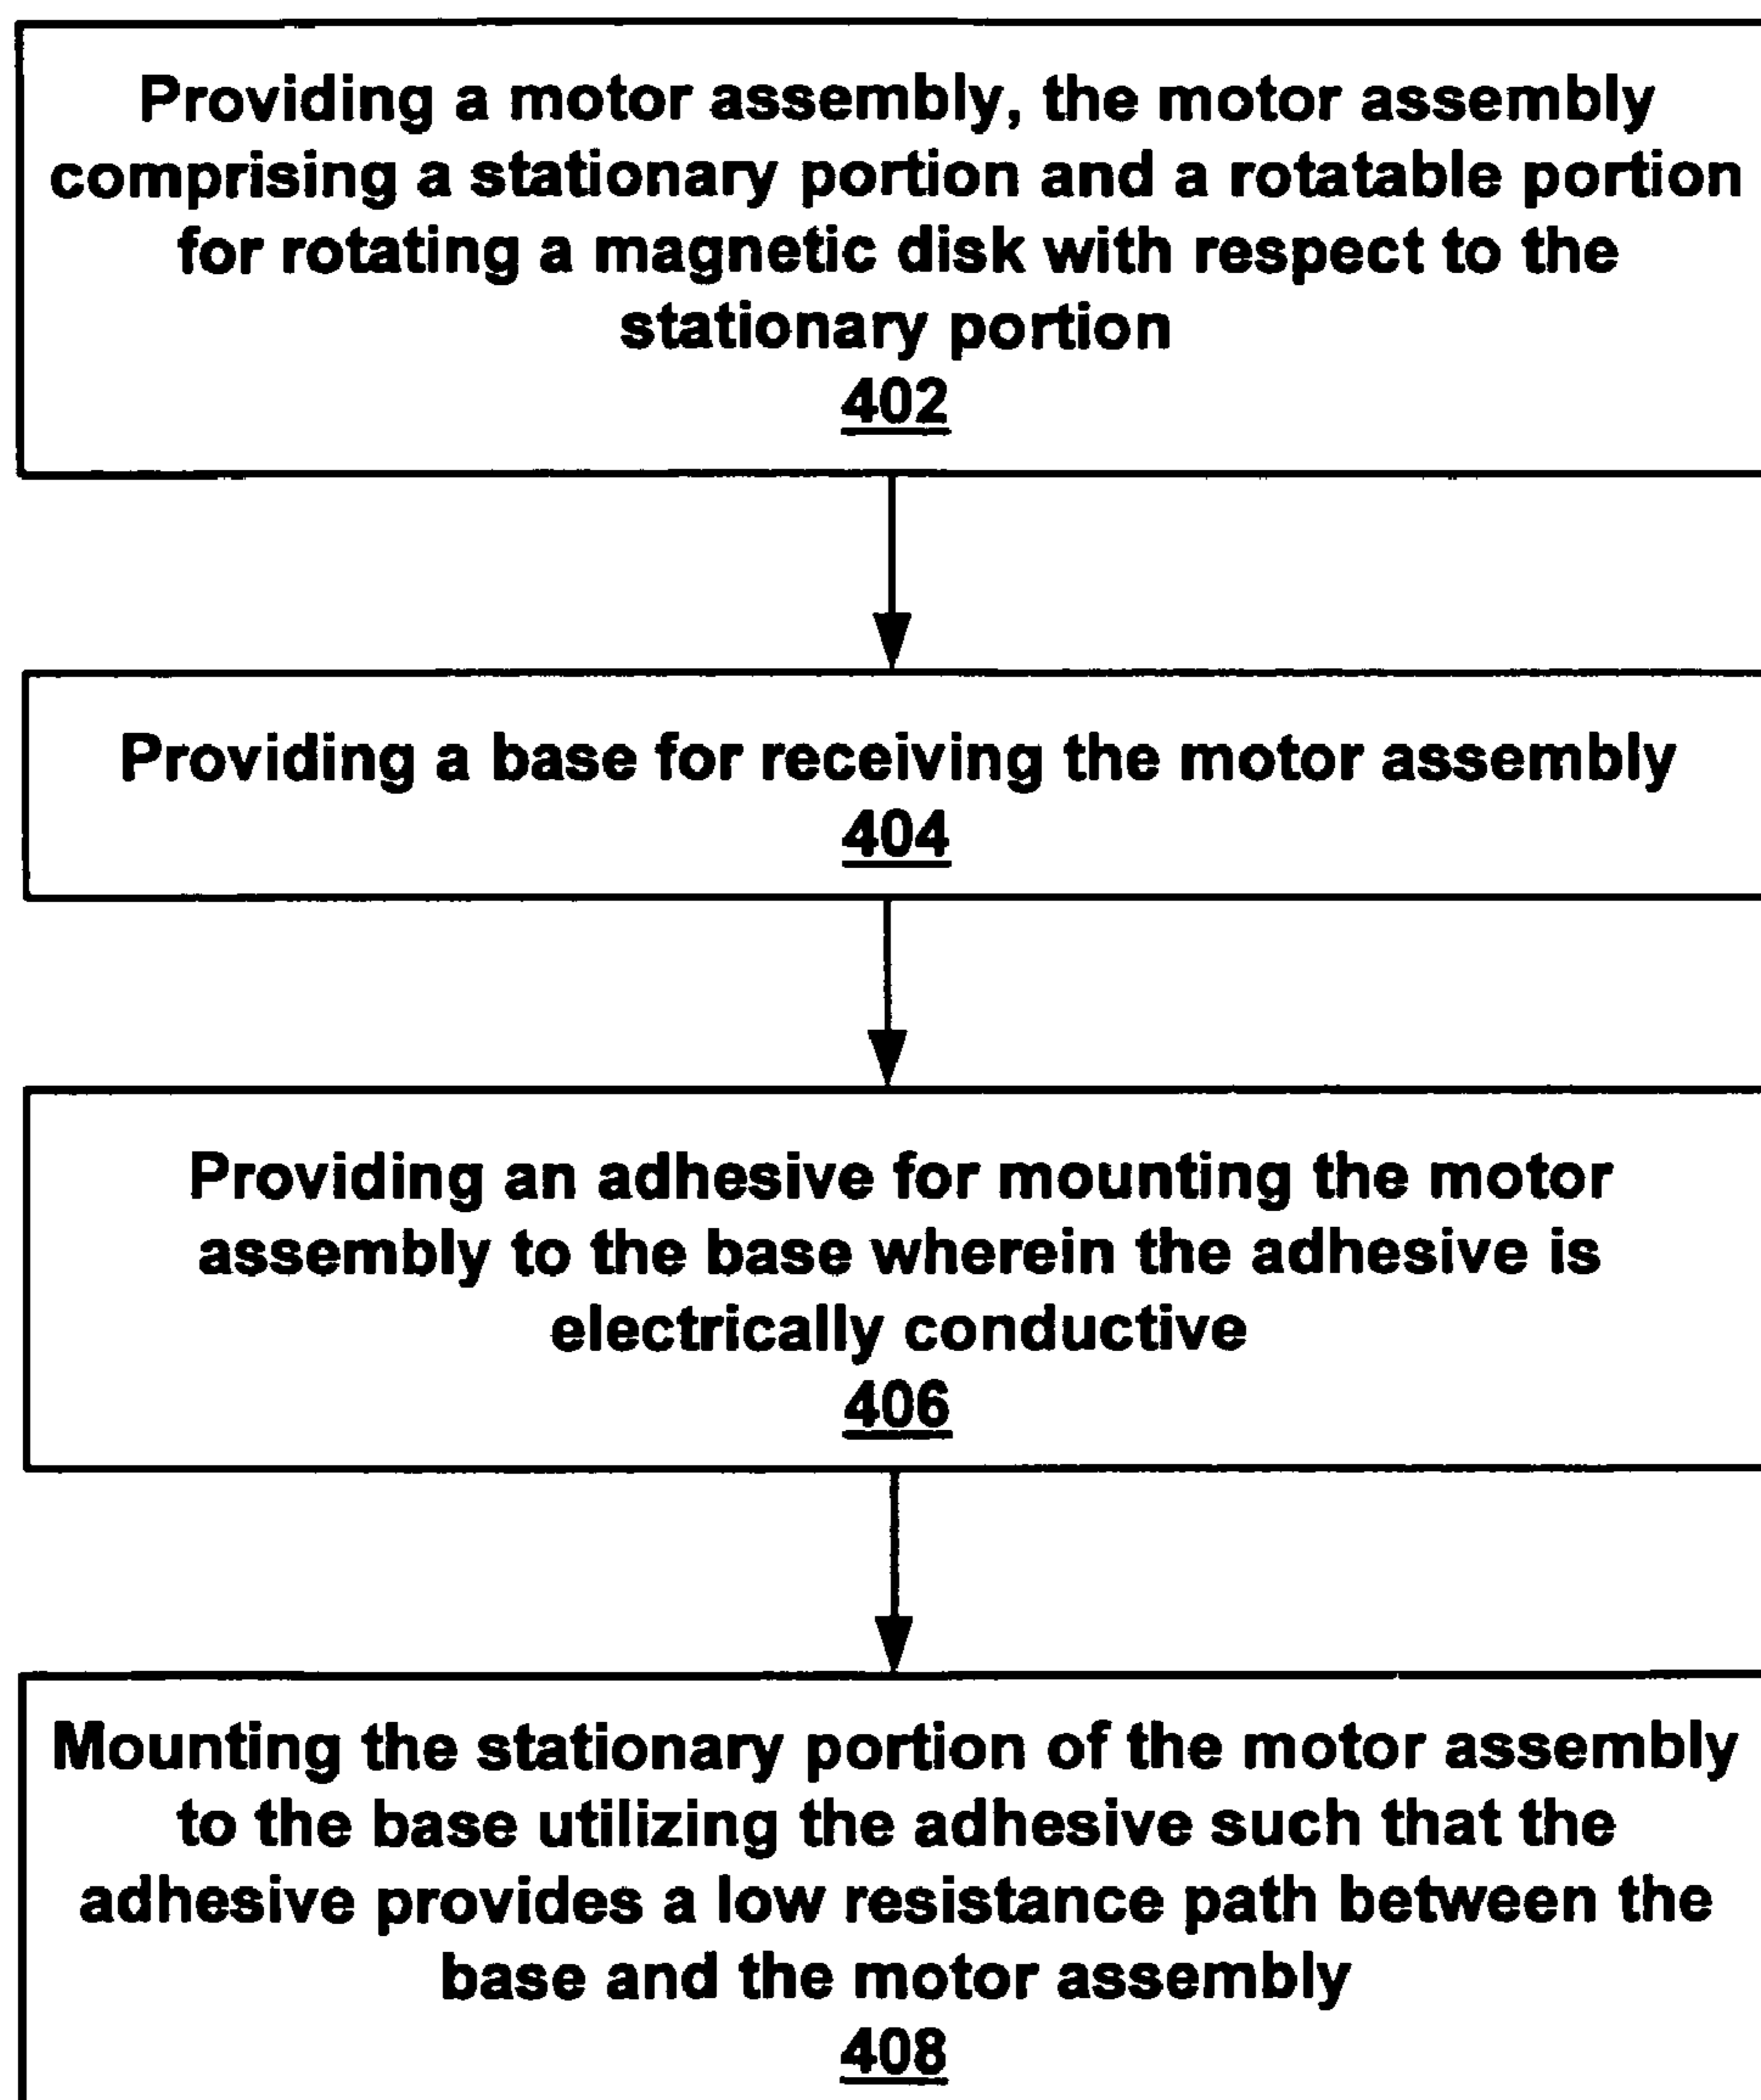 Providing a motor assembly, the motor assembly
comprising a stationary portion and a rotatable portion
for rotating a magnetic disk with respect to the
stationary portion
402
Providing a base for receiving the motor assembly
404
Providing an adhesive for mounting the motor
assembly to the base wherein the adhesive is
electrically conductive
406
Mounting the stationary portion of the motor assembly
to the base utilizing the adhesive such that the
adhesive provides a low resistance path between the
base and the motor assembly
408